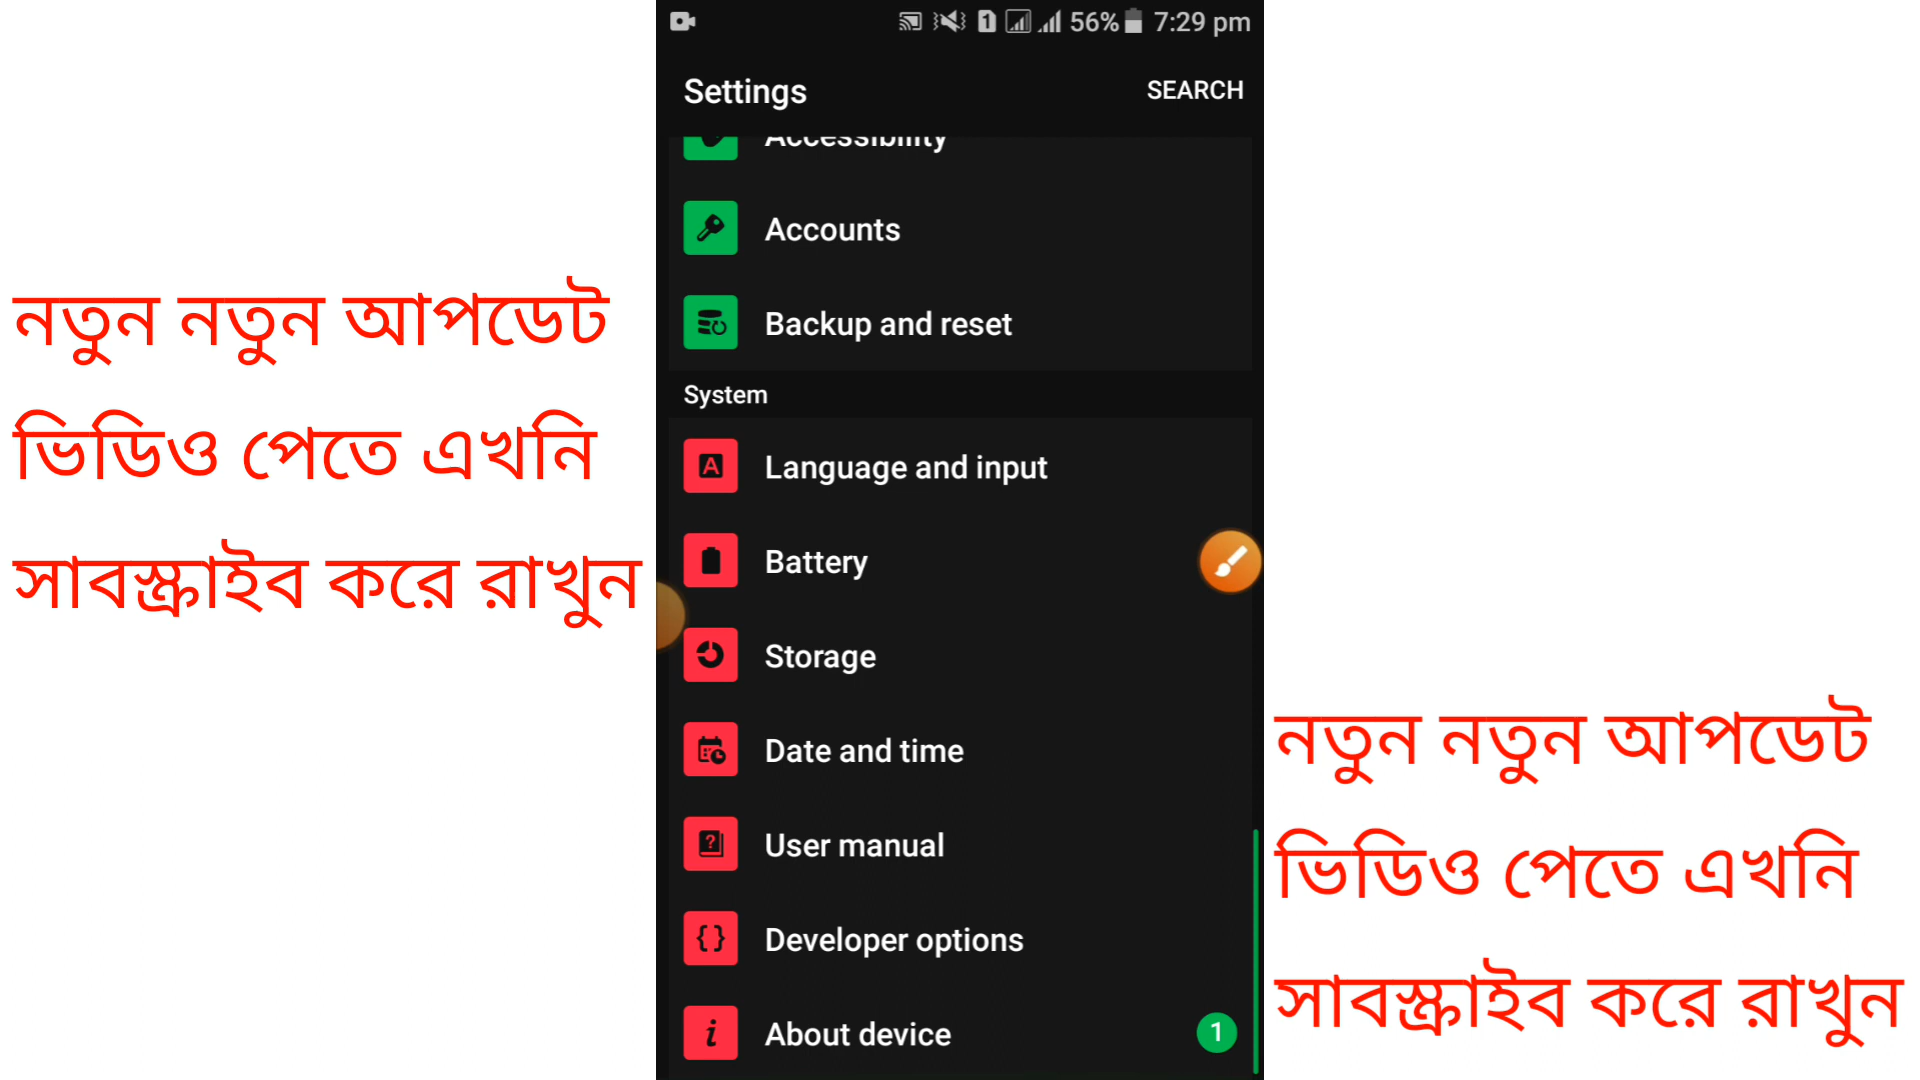 নতুন নতুন আপডেট
ভিডিও পেতে এখনি
সাবস্ক্রাইব করে রাখুন
1 56% 7:29 pm
Settings SEARCH
Accessibility
Accounts
Backup and reset
System
A Language and input
Battery
Storage
Date and time
? User manual
{ } Developer options
i About device 1
নতুন নতুন আপডেট
ভিডিও পেতে এখনি
সাবস্ক্রাইব করে রাখুন